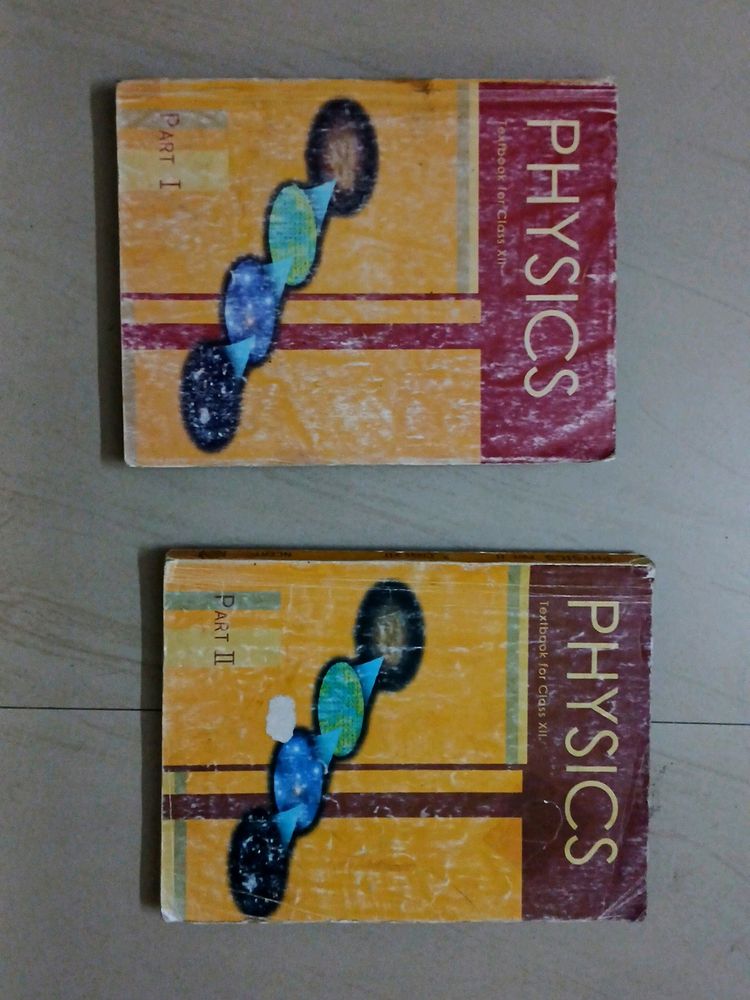 PHYSICS
Textbook for Class XII
PART I
PHYSICS
Textbook for Class XII
PART II